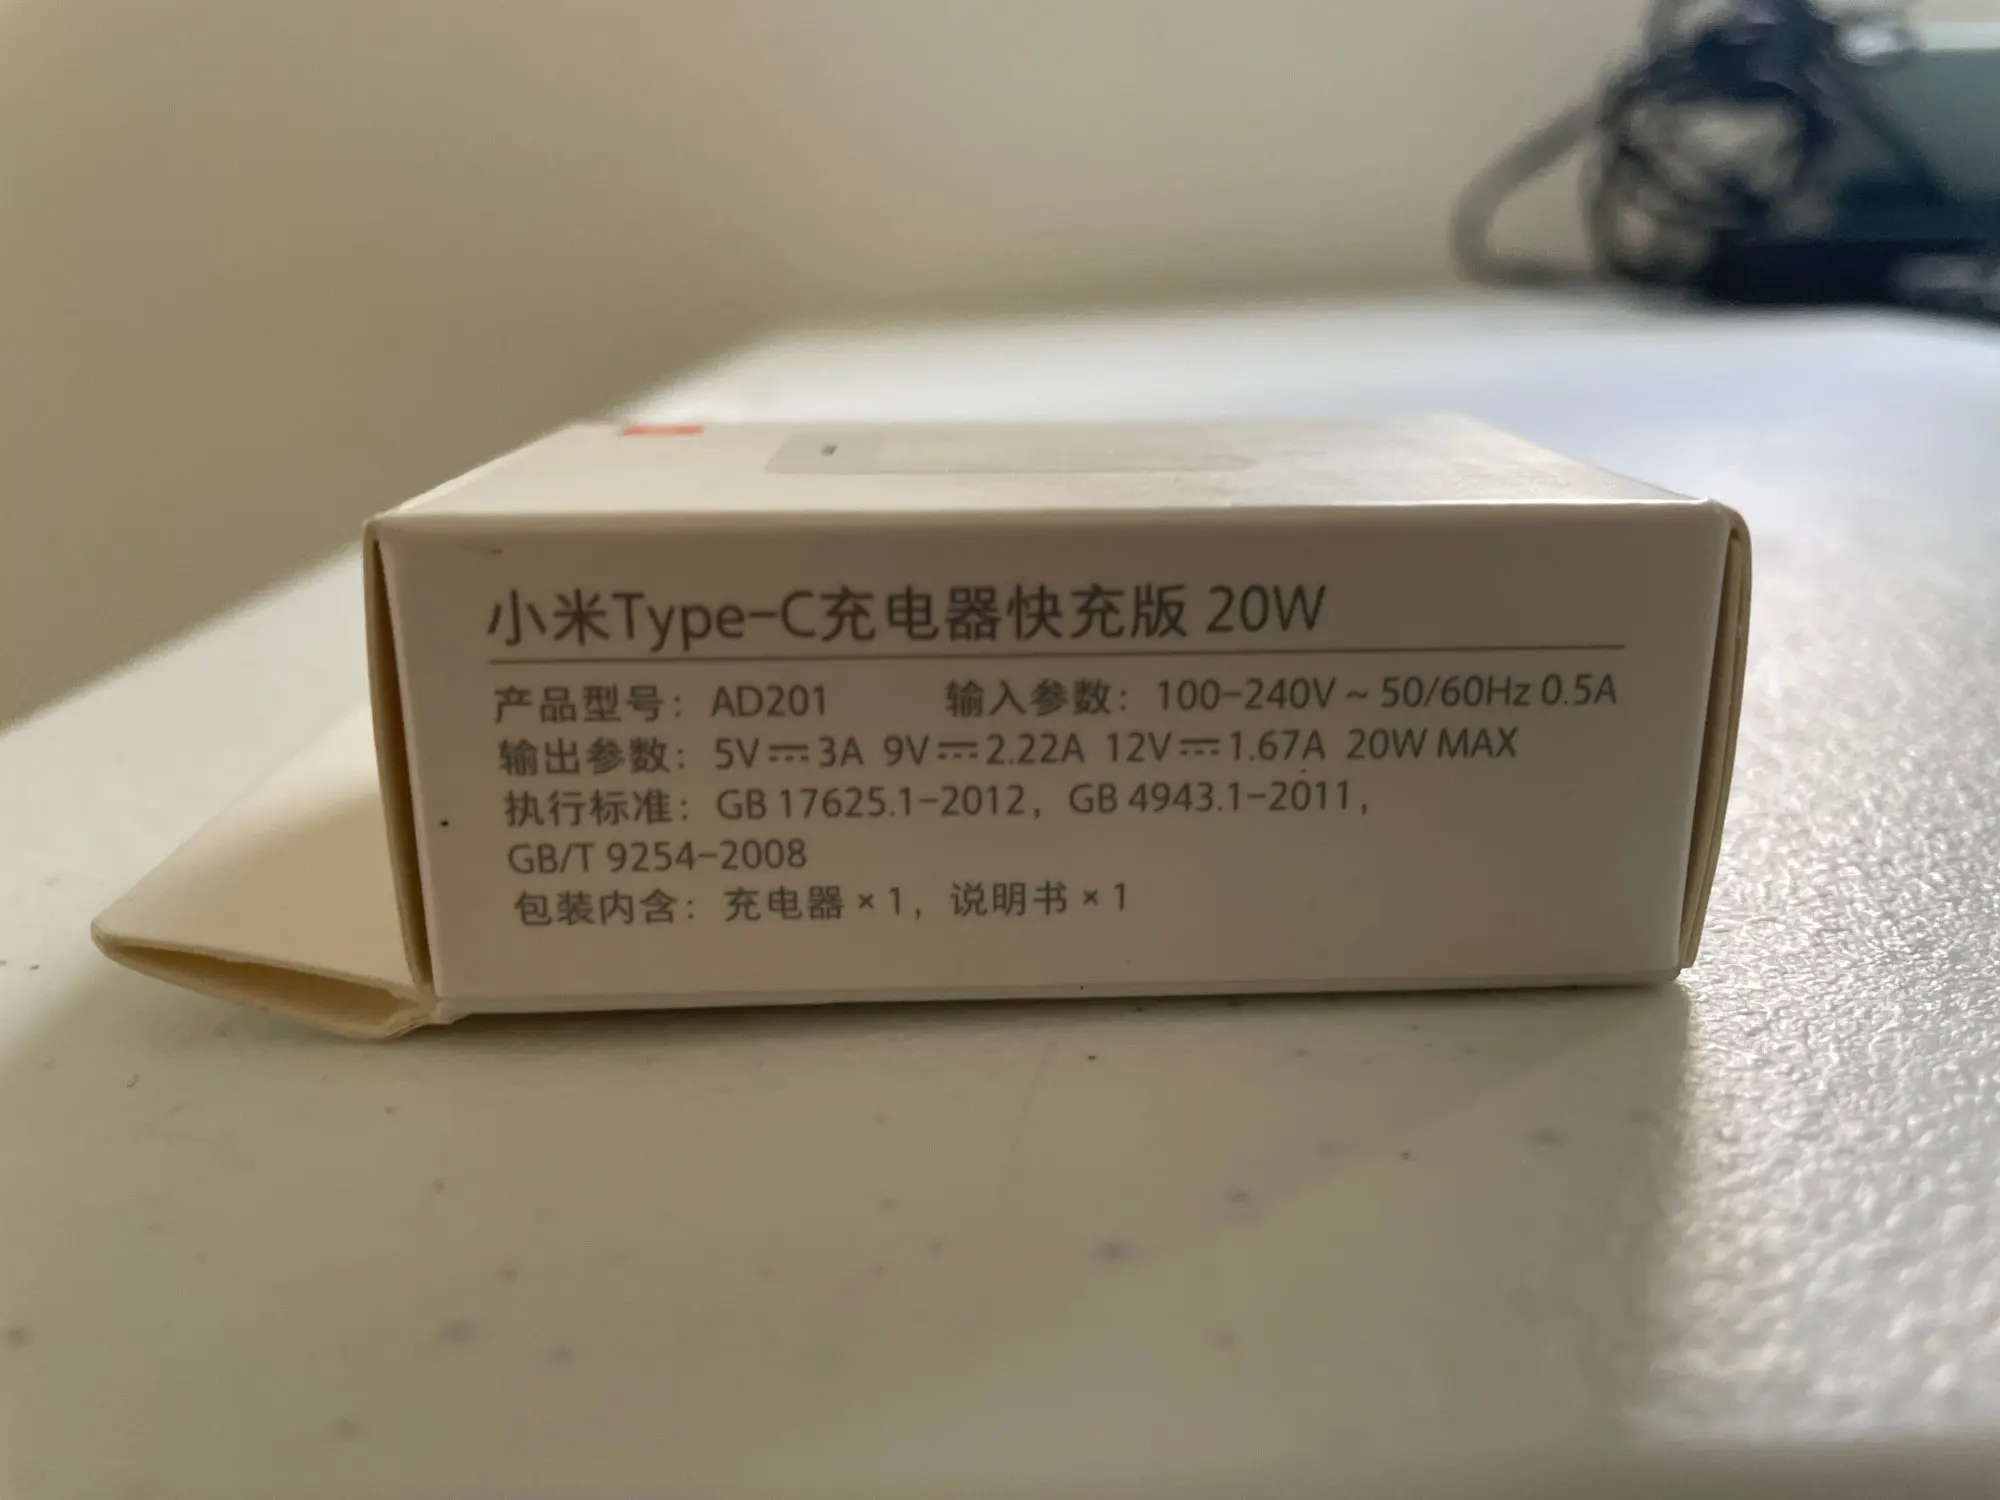 小米Type-C充电器快充版 20W
产品型号：AD201 输入参数：100-240V ~ 50/60Hz 0.5A
输出参数：5V⎓3A 9V⎓2.22A 12V⎓1.67A 20W MAX
执行标准：GB 17625.1-2012，GB 4943.1-2011，
GB/T 9254-2008
包装内含：充电器 × 1，说明书 × 1